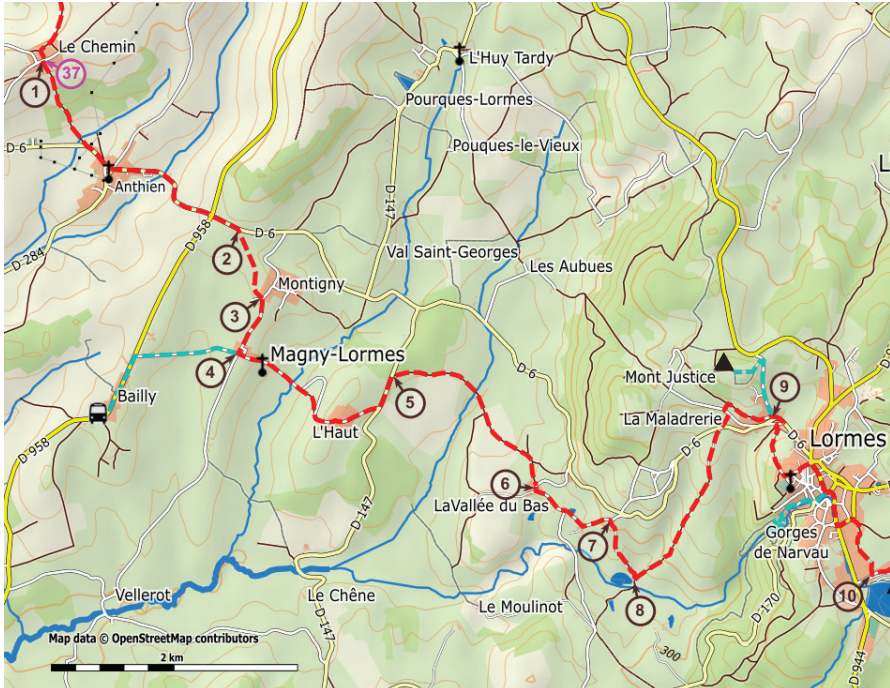 Le Chemin
37
1
L'Huy Tardy
Pourques-Lormes
Pouques-le-Vieux
D 6
Anthien
L
D-147
D-958
D 6
2
D-284
Val Saint-Georges
Les Aubues
Montigny
3
Magny-Lormes
4
D-6
Mont Justice
9
Bailly
5
La Maladrerie
D-6
D-6
Lormes
L'Haut
D-958
6
LaVallée du Bas
D-147
7
Gorges
de Narvau
Vellerot
Le Chêne
Le Moulinot
8
10
D-170
D-147
300
D-944
Map data © OpenStreetMap contributors
2 km